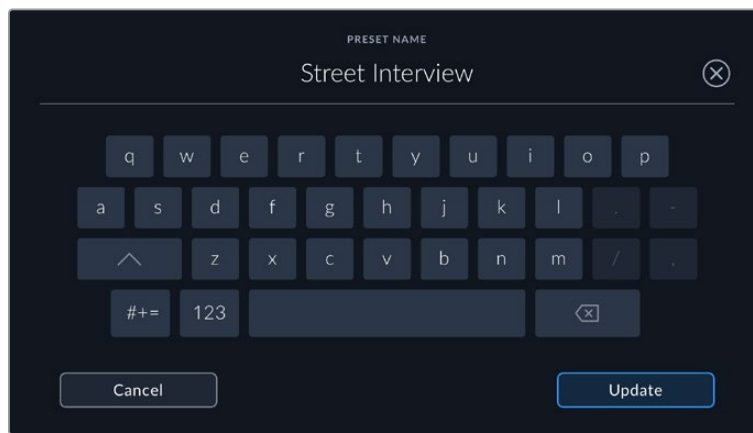 PRESET NAME
Street Interview
q w e r t y u i o p
a s d f g h j k l . -
z x c v b n m / ,
#+= 123
Cancel Update